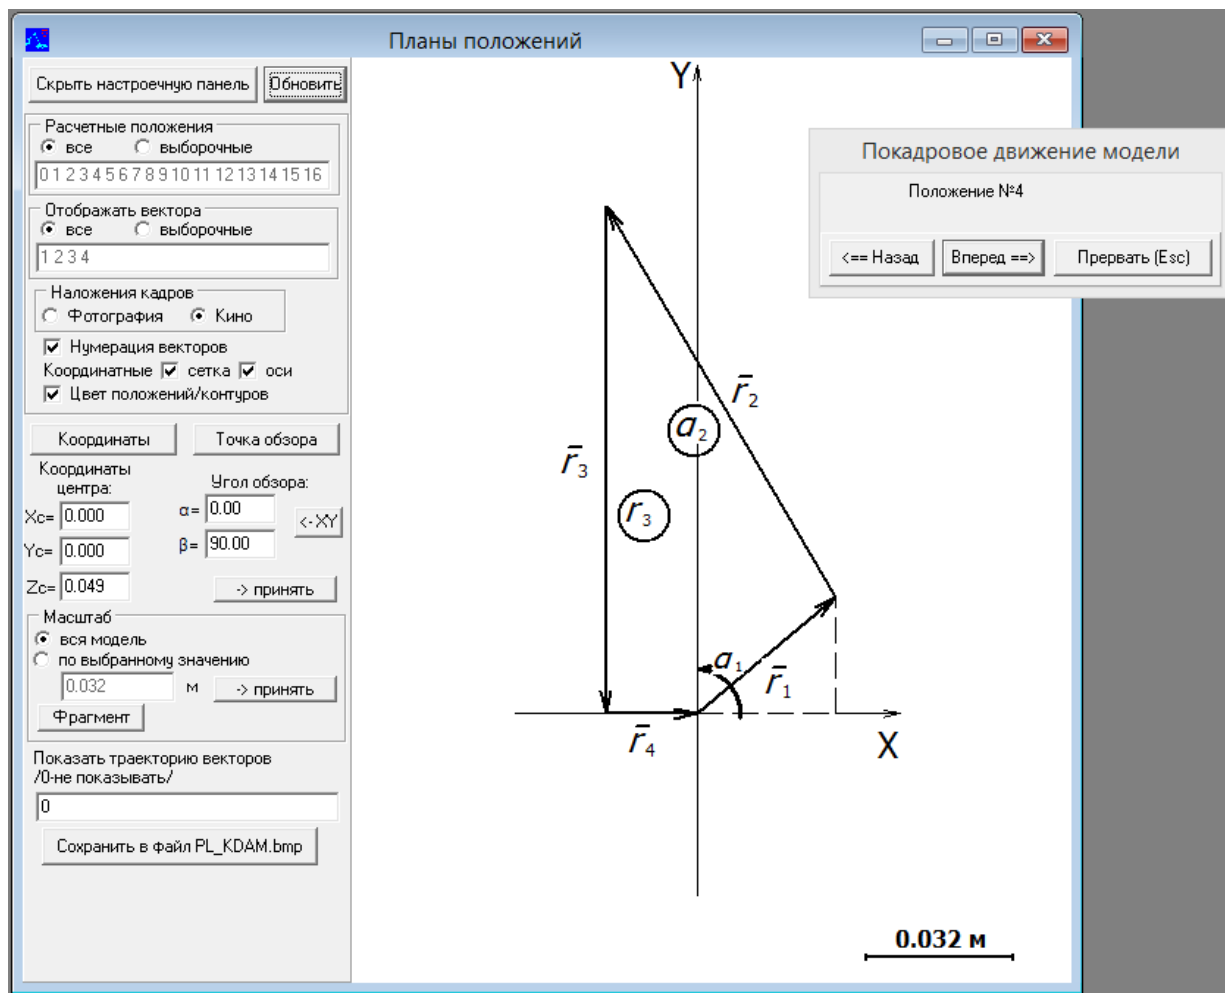 Планы положений
Скрыть настроечную панель
Обновить
Расчетные положения
все
выборочные
0 1 2 3 4 5 6 7 8 9 10 11 12 13 14 15 16
Отображать вектора
все
выборочные
1 2 3 4
Наложения кадров
Фотография
Кино
Нумерация векторов
Координатные
сетка
оси
Цвет положений/контуров
Координаты
Точка обзора
Координаты
центра:
Угол обзора:
Xc= 0.000
α= 0.00
<-XY
Yc= 0.000
β= 90.00
Zc= 0.049
-> принять
Масштаб
вся модель
по выбранному значению
0.032 м
-> принять
Фрагмент
Показать траекторию векторов
/0-не показывать/
0
Сохранить в файл PL_KDAM.bmp
Y
r̄2
a2
r̄3
r3
a1
r̄1
r̄4
X
0.032 м
Покадровое движение модели
Положение №4
<== Назад
Вперед ==>
Прервать (Esc)